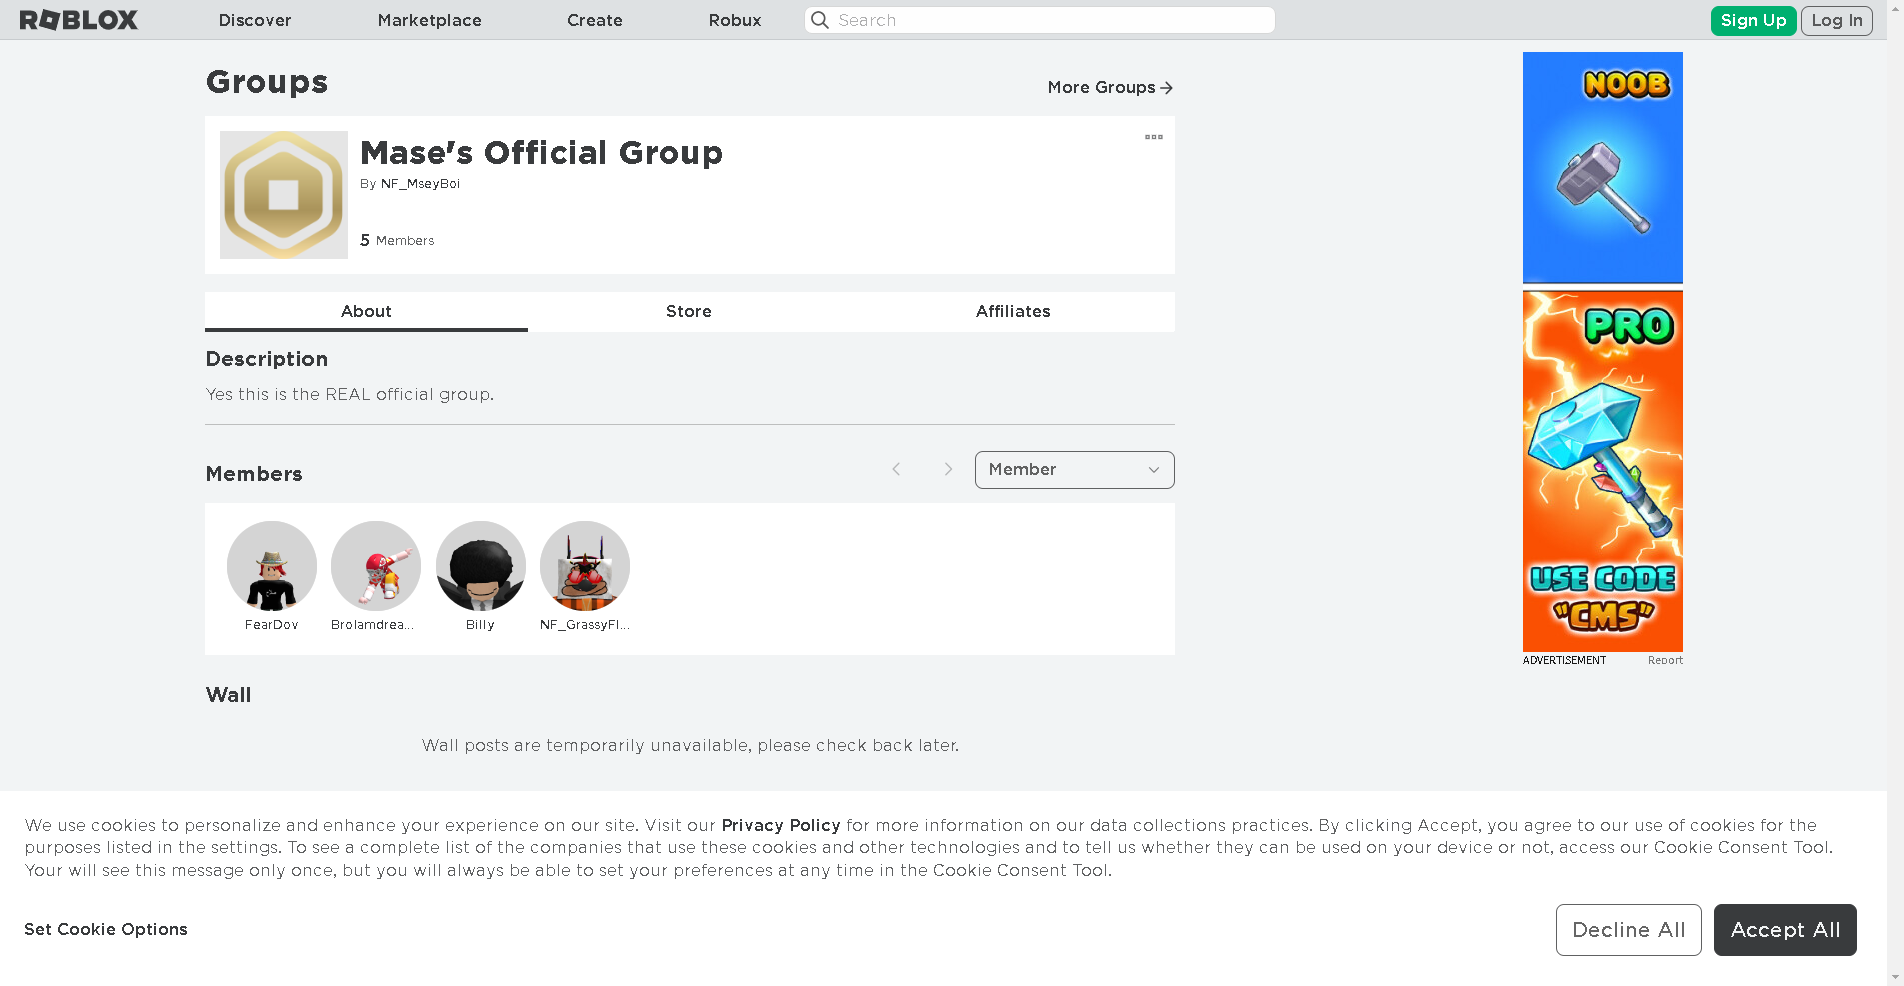 ROBLOX
Discover
Marketplace
Create
Robux
Search
Sign Up
Log In
Groups
More Groups
Mase's Official Group
By NF_MseyBoi
5 Members
About
Store
Affiliates
Description
Yes this is the REAL official group.
Members
Member
FearDov
BroIamdrea...
Billy
NF_GrassyFl...
Wall
Wall posts are temporarily unavailable, please check back later.
NOOB
PRO
USE CODE
"CMS"
ADVERTISEMENT
Report
We use cookies to personalize and enhance your experience on our site. Visit our Privacy Policy for more information on our data collections practices. By clicking Accept, you agree to our use of cookies for the
purposes listed in the settings. To see a complete list of the companies that use these cookies and other technologies and to tell us whether they can be used on your device or not, access our Cookie Consent Tool.
Your will see this message only once, but you will always be able to set your preferences at any time in the Cookie Consent Tool.
Set Cookie Options
Decline All
Accept All